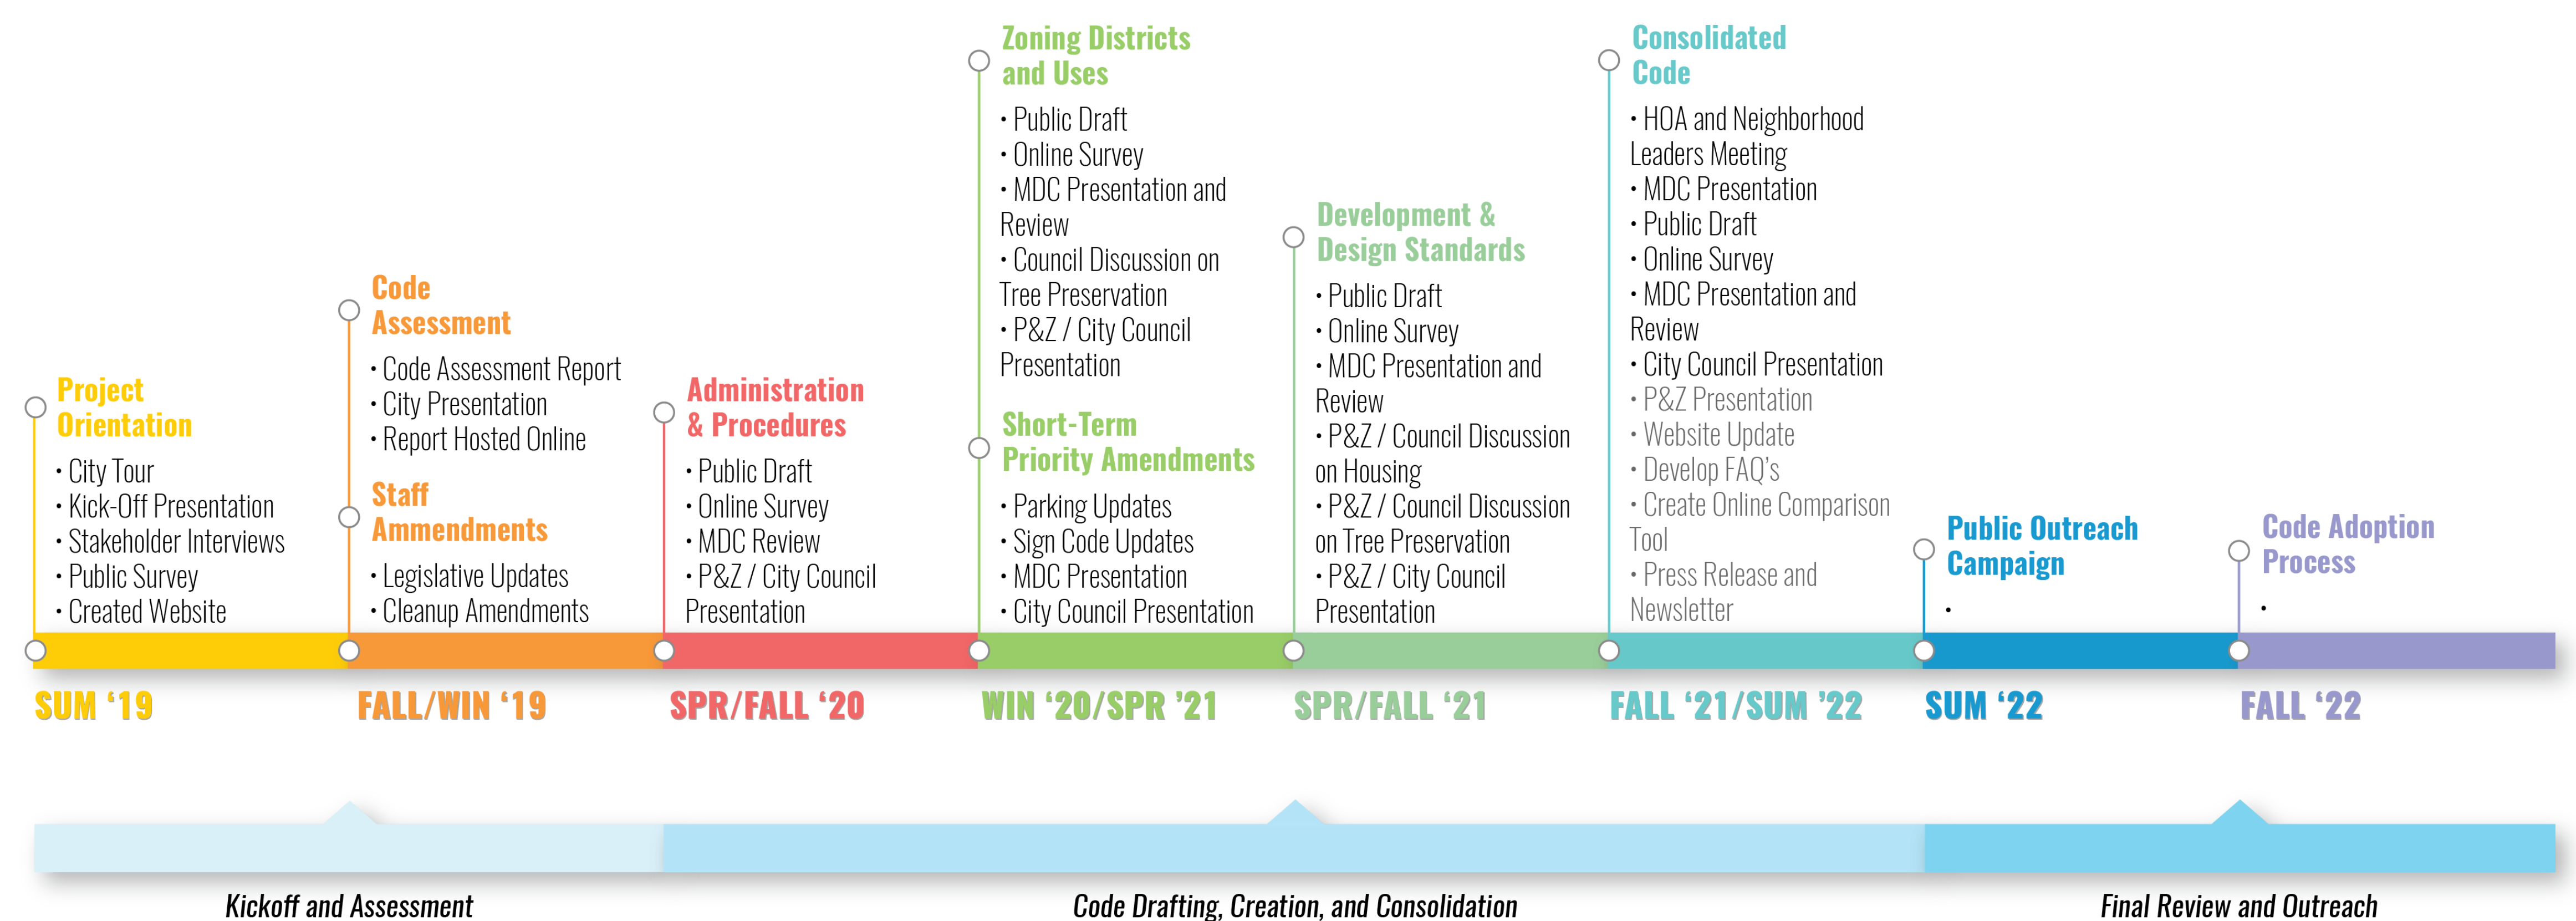 Project
Orientation
• City Tour
• Kick-Off Presentation
• Stakeholder Interviews
• Public Survey
• Created Website
SUM ‘19
Code
Assessment
• Code Assessment Report
• City Presentation
• Report Hosted Online
Staff
Ammendments
• Legislative Updates
• Cleanup Amendments
FALL/WIN ‘19
Administration
& Procedures
• Public Draft
• Online Survey
• MDC Review
• P&Z / City Council
Presentation
SPR/FALL ‘20
Zoning Districts
and Uses
• Public Draft
• Online Survey
• MDC Presentation and
Review
• Council Discussion on
Tree Preservation
• P&Z / City Council
Presentation
Short-Term
Priority Amendments
• Parking Updates
• Sign Code Updates
• MDC Presentation
• City Council Presentation
WIN ‘20/SPR ’21
Development &
Design Standards
• Public Draft
• Online Survey
• MDC Presentation and
Review
• P&Z / Council Discussion
on Housing
• P&Z / Council Discussion
on Tree Preservation
• P&Z / City Council
Presentation
SPR/FALL ‘21
Consolidated
Code
• HOA and Neighborhood
Leaders Meeting
• MDC Presentation
• Public Draft
• Online Survey
• MDC Presentation and
Review
• City Council Presentation
• P&Z Presentation
• Website Update
• Develop FAQ’s
• Create Online Comparison
Tool
• Press Release and
Newsletter
FALL ‘21/SUM ’22
Public Outreach
Campaign
•
SUM ‘22
Code Adoption
Process
•
FALL ‘22
Kickoff and Assessment
Code Drafting, Creation, and Consolidation
Final Review and Outreach